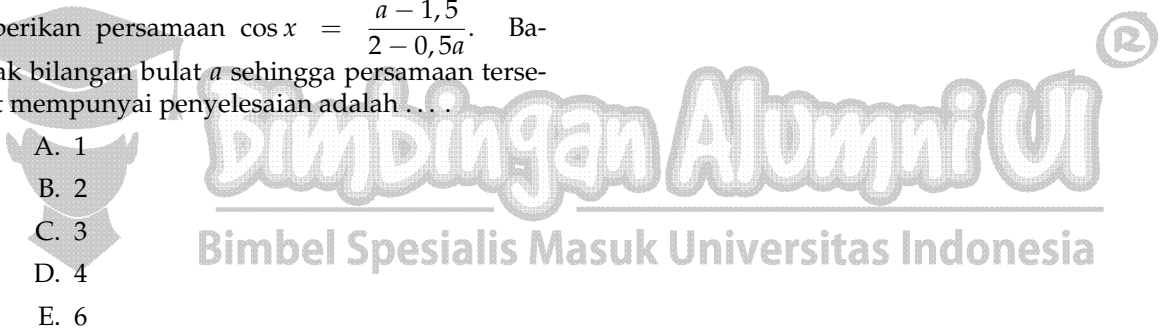 berikan persamaan cos x = \frac{a − 1,5}{2 − 0,5a}. Ba-
ak bilangan bulat a sehingga persamaan terse-
t mempunyai penyelesaian adalah . . . .
A. 1
B. 2
C. 3
D. 4
E. 6
Bimbingan Alumni UI
Bimbel Spesialis Masuk Universitas Indonesia
R